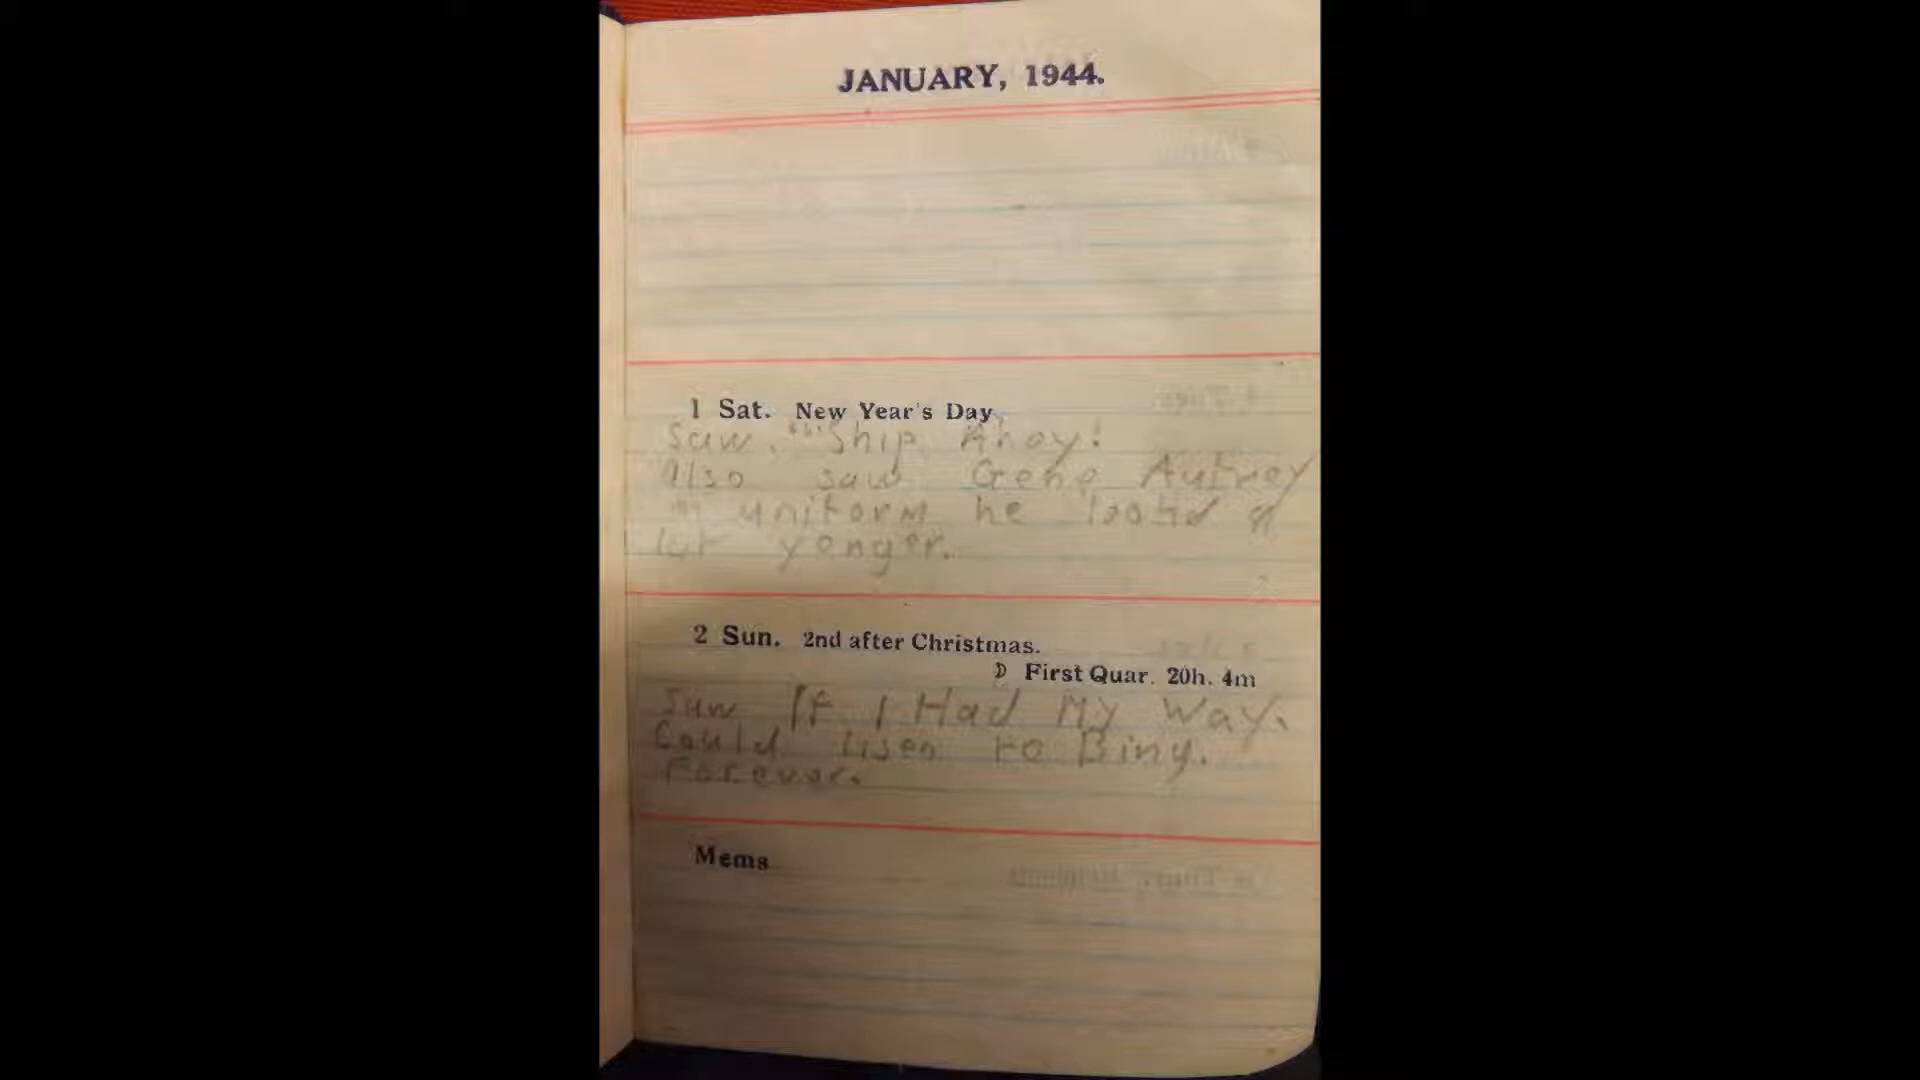 JANUARY, 1944.
1 Sat. New Year's Day
Saw. "Ship Ahoy!
Also saw Gene Autrey
in uniform he lookd a
lot yonger.
2 Sun. 2nd after Christmas.
☽ First Quar. 20h. 4m
Saw If I Had My Way.
Could lisen to Bing.
Forever.
Mems